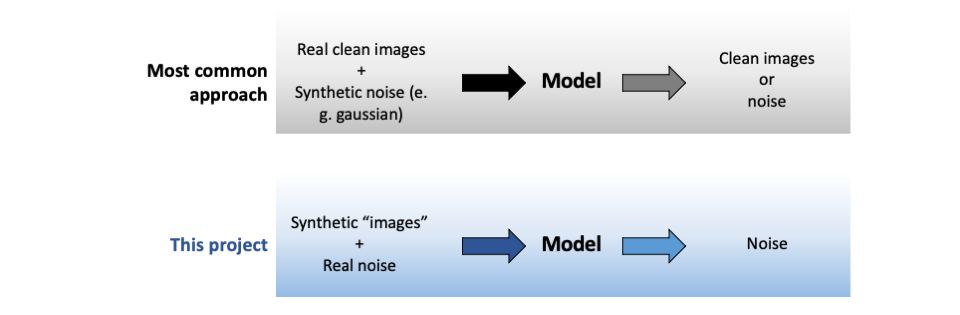 Most common
approach
Real clean images
+
Synthetic noise (e.
g. gaussian)
Model
Clean images
or
noise
This project
Synthetic “images”
+
Real noise
Model
Noise